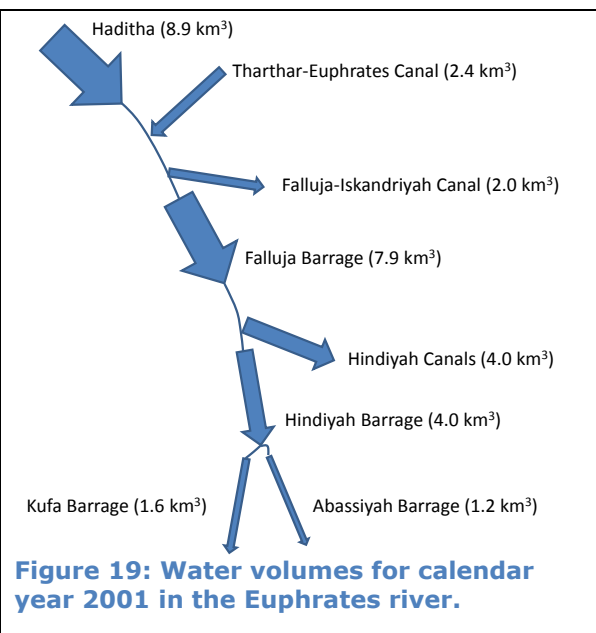 Haditha (8.9 km³)
Tharthar-Euphrates Canal (2.4 km³)
Falluja-Iskandriyah Canal (2.0 km³)
Falluja Barrage (7.9 km³)
Hindiyah Canals (4.0 km³)
Hindiyah Barrage (4.0 km³)
Kufa Barrage (1.6 km³)
Abassiyah Barrage (1.2 km³)
Figure 19: Water volumes for calendar
year 2001 in the Euphrates river.